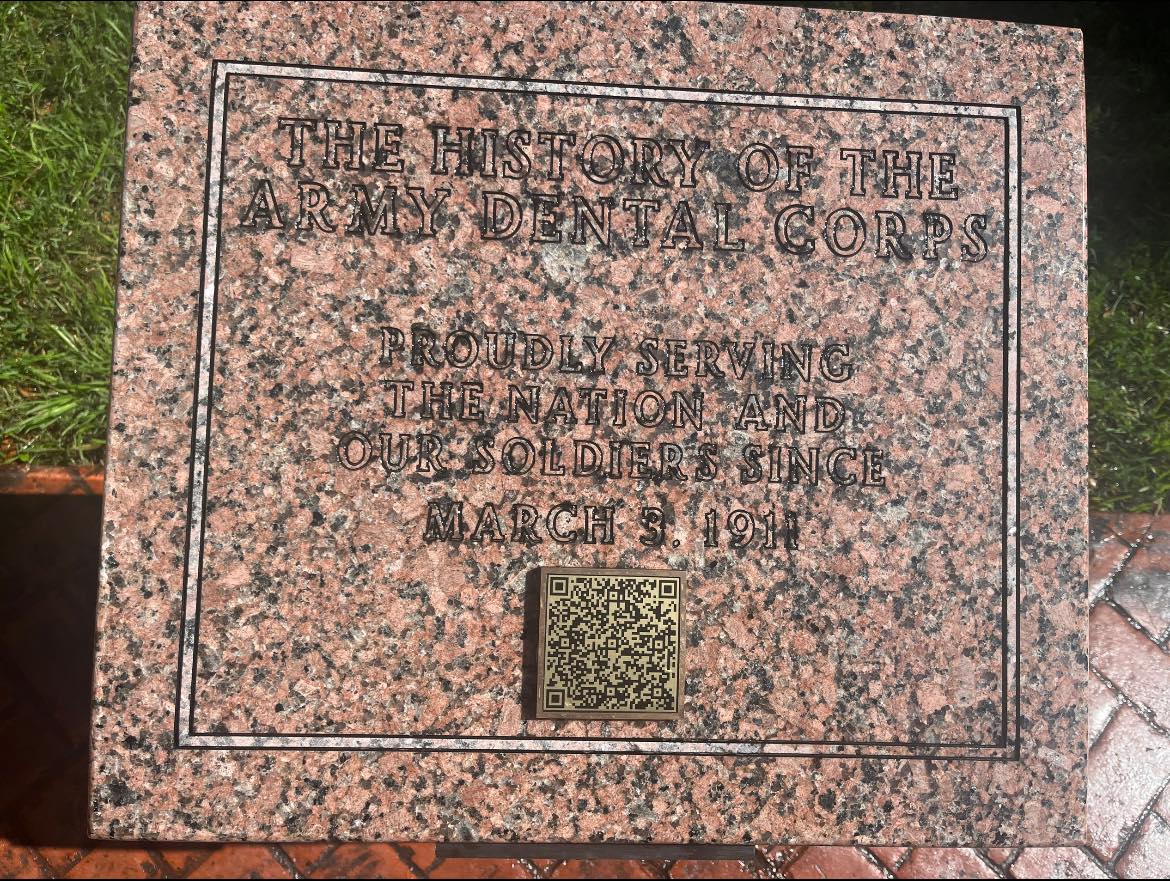 THE HISTORY OF THE
ARMY DENTAL CORPS
PROUDLY SERVING
THE NATION AND
OUR SOLDIERS SINCE
MARCH 3, 1911